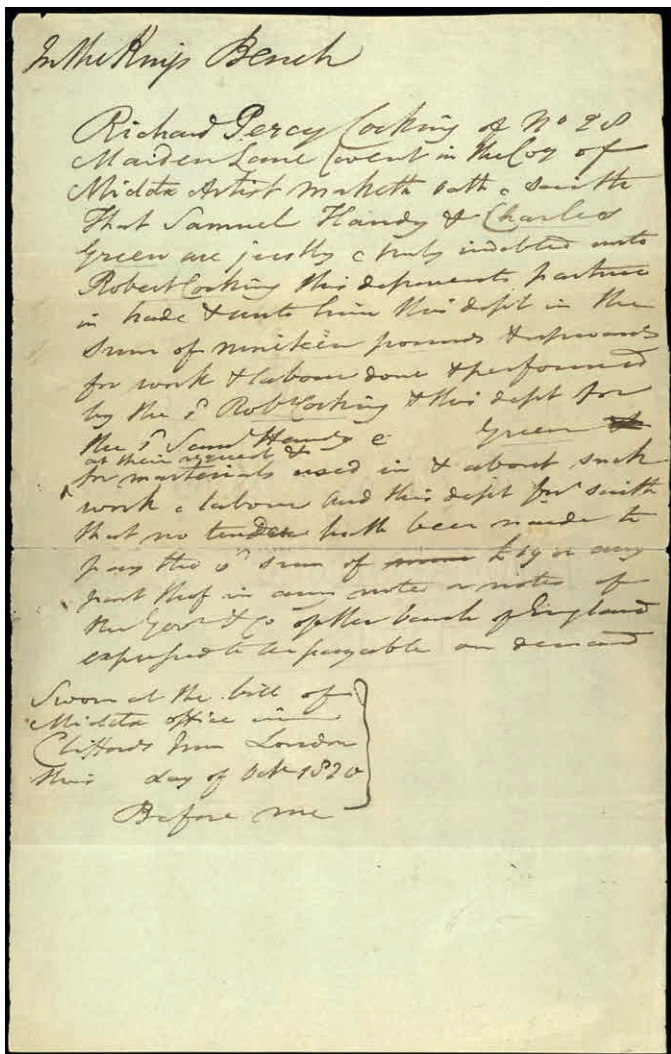 In the Kings Bench
Richard Percy Cocking of No 28
Maiden Lane Covent in the Coy of
Middx Artist maketh oath & saith
That Samuel Handy & Charles
Green are justly & truly indebted unto
Robert Cocking this deponents partner
in trade & unto him this dept in the
sum of nineteen pounds & upwards
for work & labour done & performed
by the sd Robt Cocking & this dept for
the sd Saml Handy & Green
at their request &
for materials used in & about such
work & labour and this dept furr saith
that no tender hath been made to
pay the sd sum of £19 or any
part thof in any note or notes of
the Govr & Co of the bank of England
expressed to be payable on demand
Sworn at the bill of
Middx office in
Cliffords Inn London
this day of Octr 1820
Before me